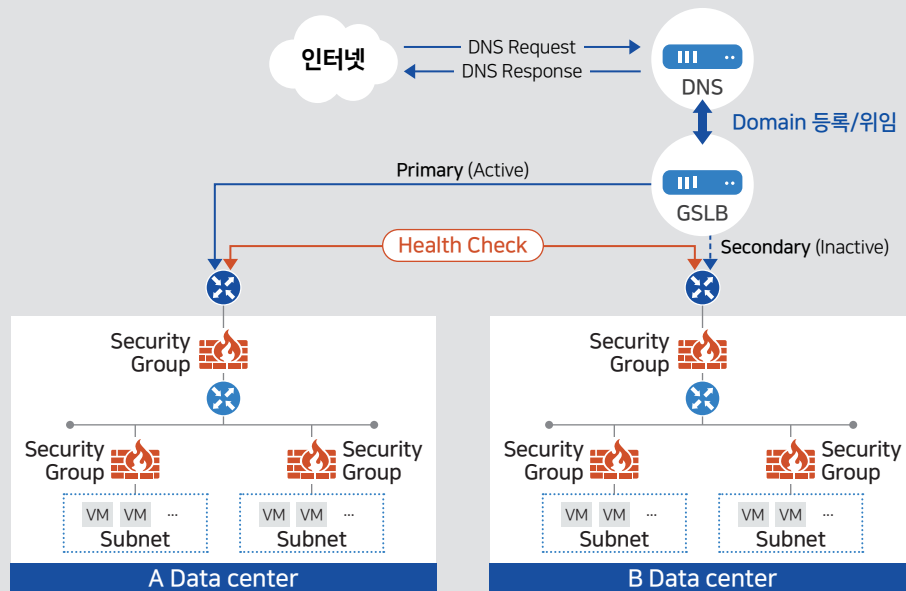 인터넷
DNS Request
DNS Response
DNS
Domain 등록/위임
Primary (Active)
GSLB
Health Check
Secondary (Inactive)
Security
Group
Security
Group
Security
Group
Security
Group
VM VM ...
Subnet
VM VM ...
Subnet
A Data center
Security
Group
Security
Group
VM VM ...
Subnet
VM VM ...
Subnet
B Data center